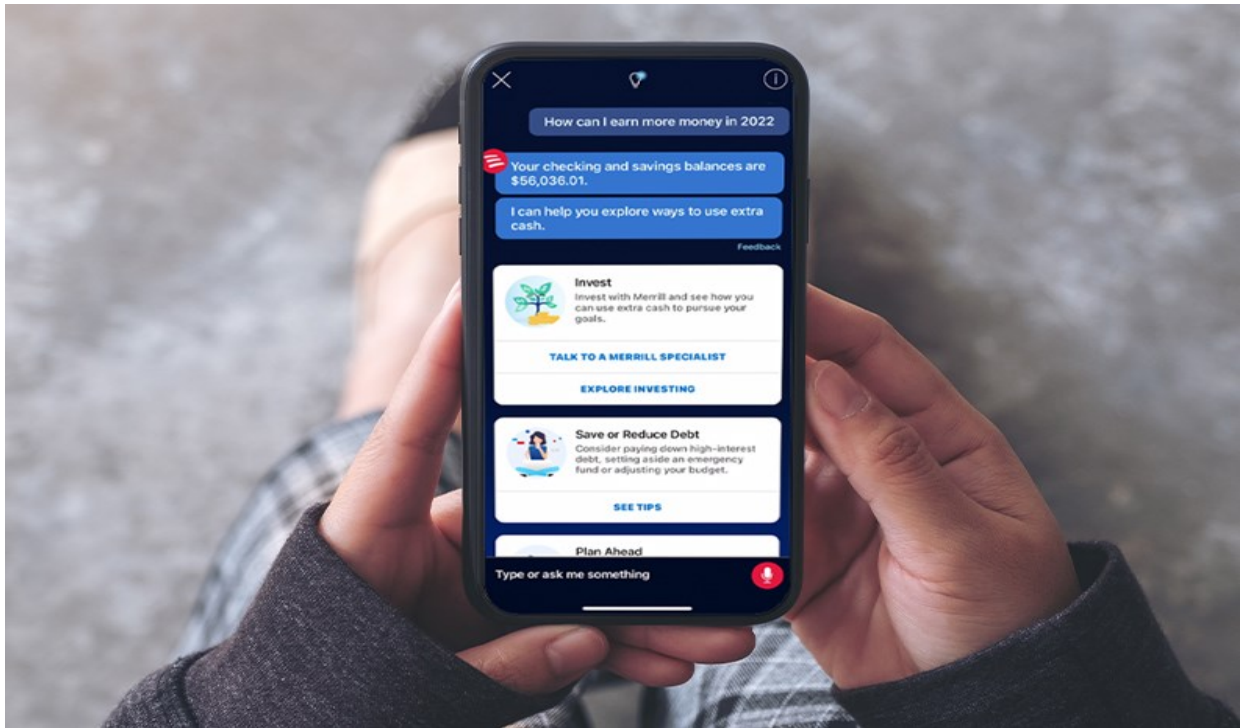 How can I earn more money in 2022
Your checking and savings balances are
$56,036.01.
I can help you explore ways to use extra
cash.
Feedback
Invest
Invest with Merrill and see how you
can use extra cash to pursue your
goals.
TALK TO A MERRILL SPECIALIST
EXPLORE INVESTING
Save or Reduce Debt
Consider paying down high-interest
debt, setting aside an emergency
fund or adjusting your budget.
SEE TIPS
Plan Ahead
Type or ask me something